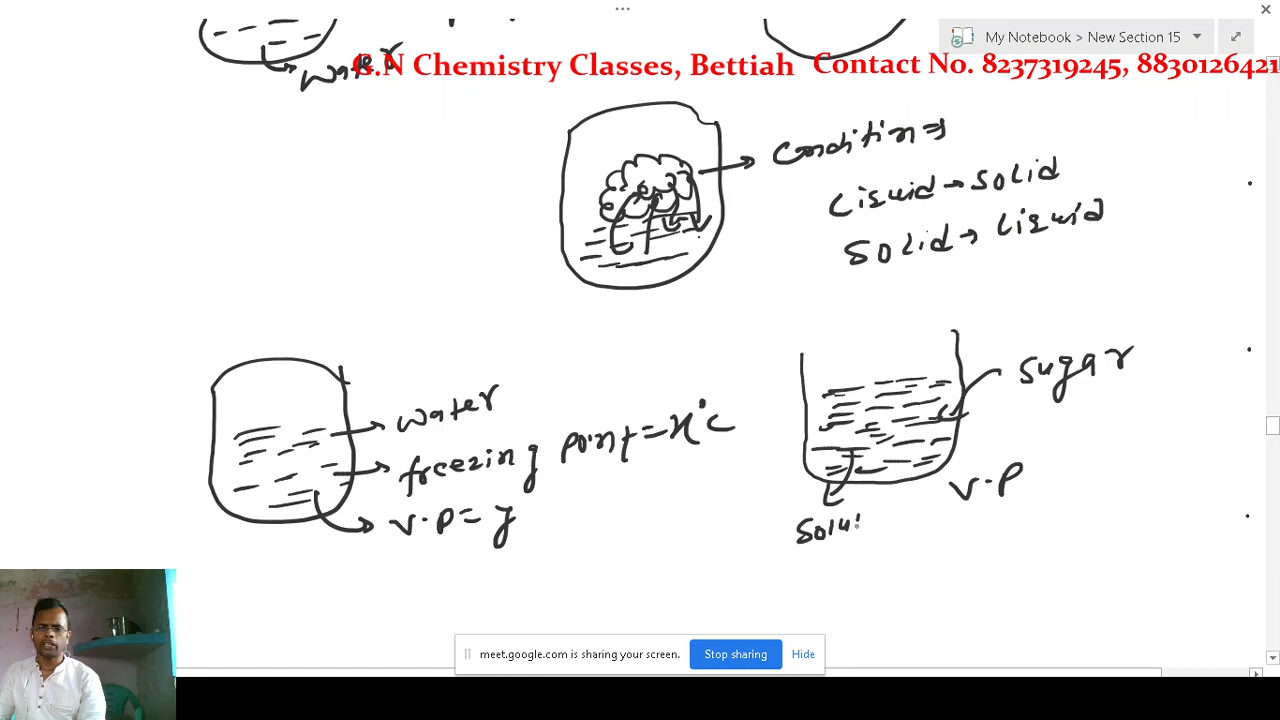 My Notebook > New Section 15
water
G.N Chemistry Classes, Bettiah Contact No. 8237319245, 8830126421
Condition ⇒
Liquid → Solid
Solid → Liquid
water
freezing point = x°C
V.P = y
Sugar
V.P
Solu
meet.google.com is sharing your screen. Stop sharing Hide